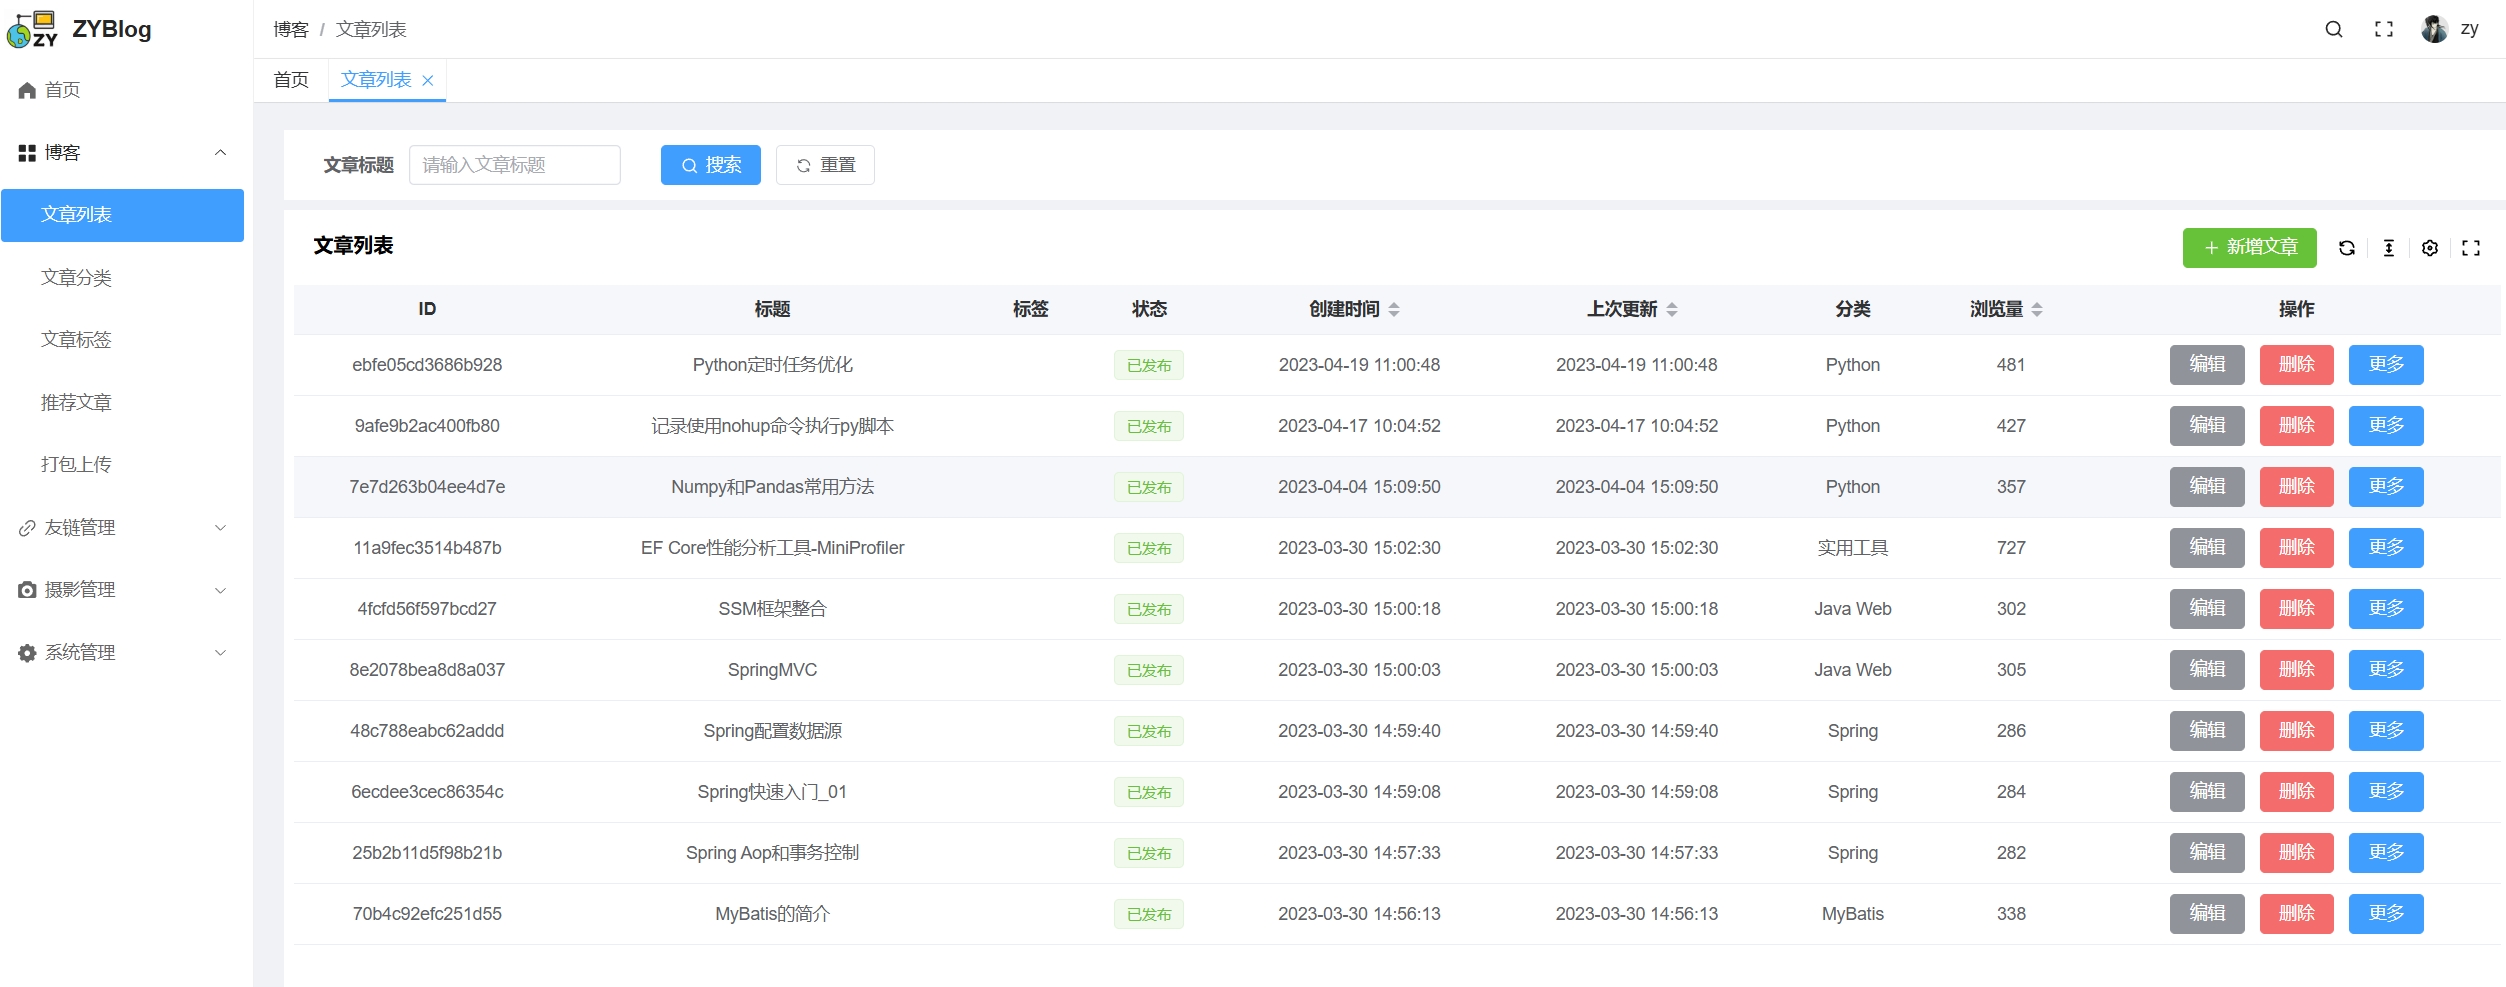 ZY ZYBlog
首页
博客
文章列表
文章分类
文章标签
推荐文章
打包上传
友链管理
摄影管理
系统管理
博客 / 文章列表
zy
首页 文章列表
文章标题 请输入文章标题 搜索 重置
文章列表
新增文章
ID 标题 标签 状态 创建时间 上次更新 分类 浏览量 操作
ebfe05cd3686b928 Python定时任务优化 已发布 2023-04-19 11:00:48 2023-04-19 11:00:48 Python 481 编辑 删除 更多
9afe9b2ac400fb80 记录使用nohup命令执行py脚本 已发布 2023-04-17 10:04:52 2023-04-17 10:04:52 Python 427 编辑 删除 更多
7e7d263b04ee4d7e Numpy和Pandas常用方法 已发布 2023-04-04 15:09:50 2023-04-04 15:09:50 Python 357 编辑 删除 更多
11a9fec3514b487b EF Core性能分析工具-MiniProfiler 已发布 2023-03-30 15:02:30 2023-03-30 15:02:30 实用工具 727 编辑 删除 更多
4fcfd56f597bcd27 SSM框架整合 已发布 2023-03-30 15:00:18 2023-03-30 15:00:18 Java Web 302 编辑 删除 更多
8e2078bea8d8a037 SpringMVC 已发布 2023-03-30 15:00:03 2023-03-30 15:00:03 Java Web 305 编辑 删除 更多
48c788eabc62addd Spring配置数据源 已发布 2023-03-30 14:59:40 2023-03-30 14:59:40 Spring 286 编辑 删除 更多
6ecdee3cec86354c Spring快速入门_01 已发布 2023-03-30 14:59:08 2023-03-30 14:59:08 Spring 284 编辑 删除 更多
25b2b11d5f98b21b Spring Aop和事务控制 已发布 2023-03-30 14:57:33 2023-03-30 14:57:33 Spring 282 编辑 删除 更多
70b4c92efc251d55 MyBatis的简介 已发布 2023-03-30 14:56:13 2023-03-30 14:56:13 MyBatis 338 编辑 删除 更多